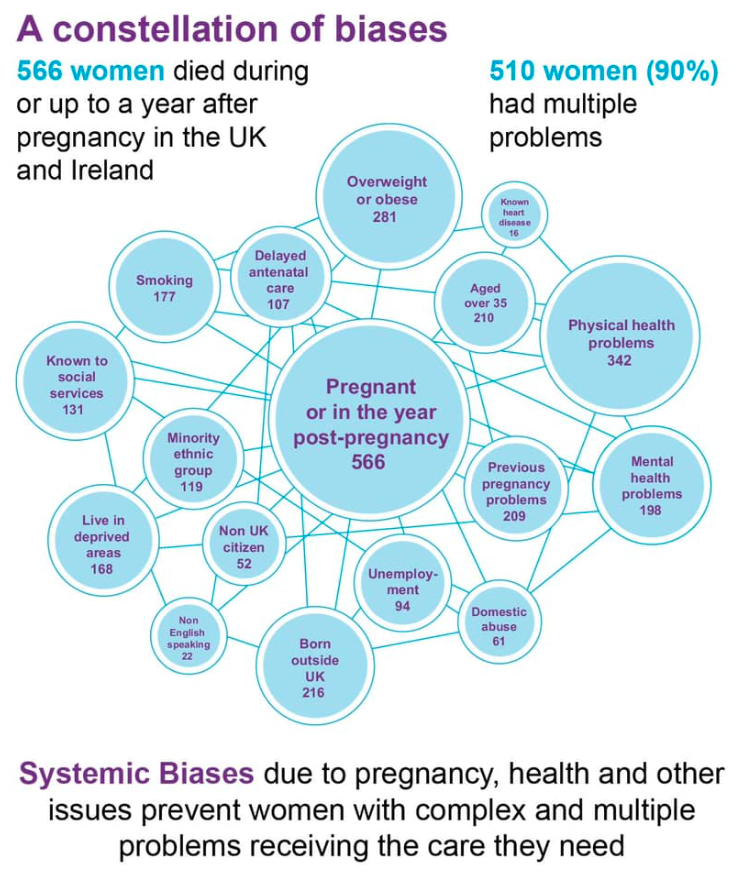 A constellation of biases
566 women died during
or up to a year after
pregnancy in the UK
and Ireland
510 women (90%)
had multiple
problems
Overweight
or obese
281
Known
heart
disease
16
Delayed
antenatal
care
107
Smoking
177
Aged
over 35
210
Physical health
problems
342
Known to
social
services
131
Pregnant
or in the year
post-pregnancy
566
Minority
ethnic
group
119
Previous
pregnancy
problems
209
Mental
health
problems
198
Live in
deprived
areas
168
Non UK
citizen
52
Unemploy-
ment
94
Domestic
abuse
61
Non
English
speaking
22
Born
outside
UK
216
Systemic Biases due to pregnancy, health and other
issues prevent women with complex and multiple
problems receiving the care they need